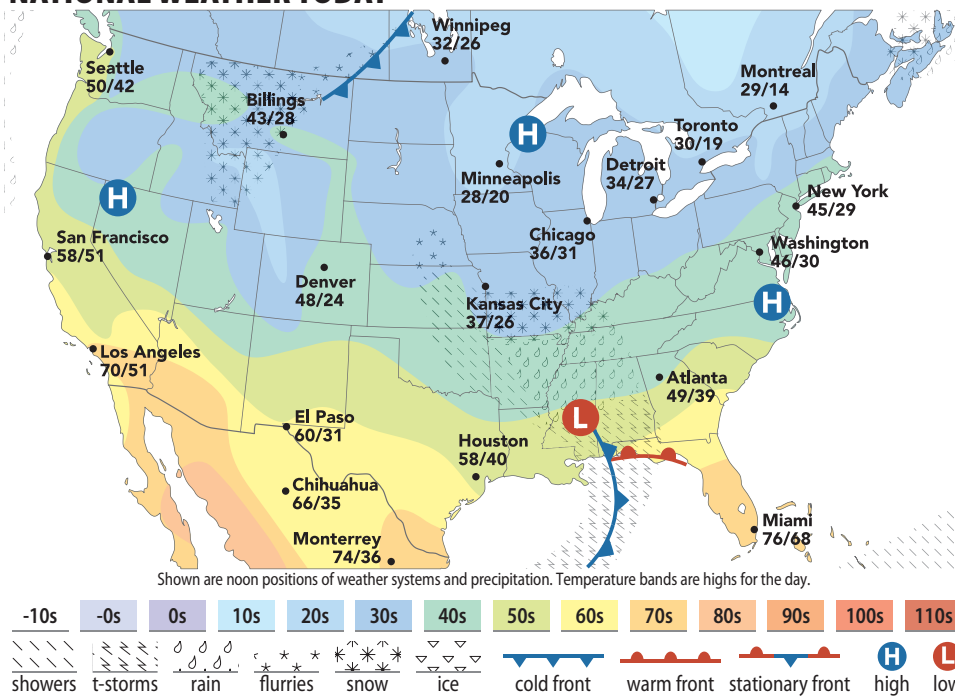 NATIONAL WEATHER TODAY
Winnipeg
32/26
Seattle
50/42
Montreal
29/14
Billings
43/28
H
Toronto
30/19
Detroit
34/27
Minneapolis
28/20
H
New York
45/29
Chicago
36/31
San Francisco
58/51
Washington
46/30
Denver
48/24
Kansas City
37/26
H
Los Angeles
70/51
Atlanta
49/39
L
El Paso
60/31
Houston
58/40
Chihuahua
66/35
Miami
76/68
Monterrey
74/36
H
Shown are noon positions of weather systems and precipitation. Temperature bands are highs for the day.
-10s -0s 0s 10s 20s 30s 40s 50s 60s 70s 80s 90s 100s 110s
H L
showers t-storms rain flurries snow ice cold front warm front stationary front high low